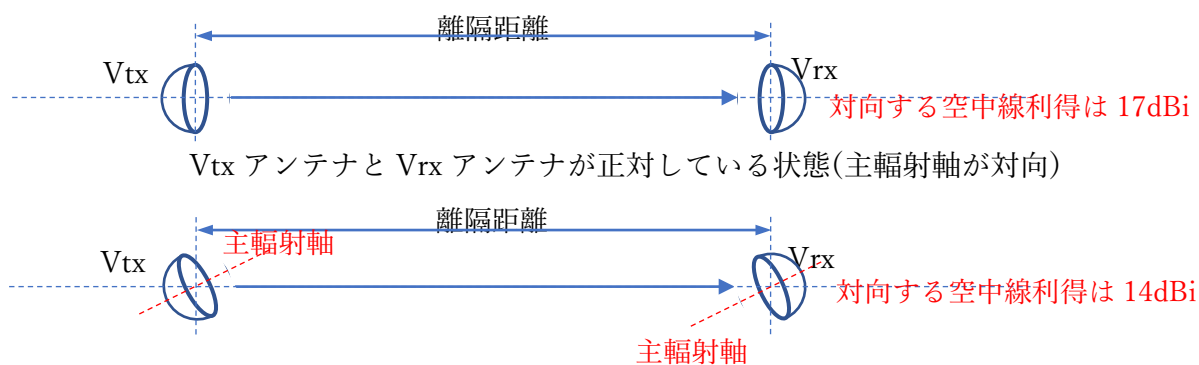 離隔距離
Vtx
Vrx
対向する空中線利得は 17dBi
Vtx アンテナと Vrx アンテナが正対している状態(主輻射軸が対向)
離隔距離
主輻射軸
Vtx
Vrx
対向する空中線利得は 14dBi
主輻射軸